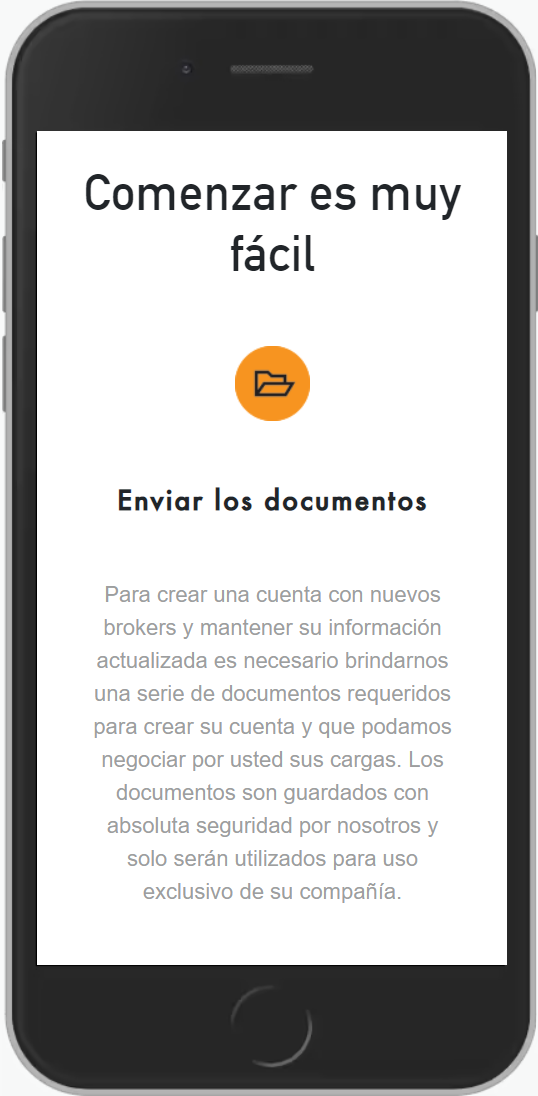 Comenzar es muy
fácil
Enviar los documentos
Para crear una cuenta con nuevos
brokers y mantener su información
actualizada es necesario brindarnos
una serie de documentos requeridos
para crear su cuenta y que podamos
negociar por usted sus cargas. Los
documentos son guardados con
absoluta seguridad por nosotros y
solo serán utilizados para uso
exclusivo de su compañía.